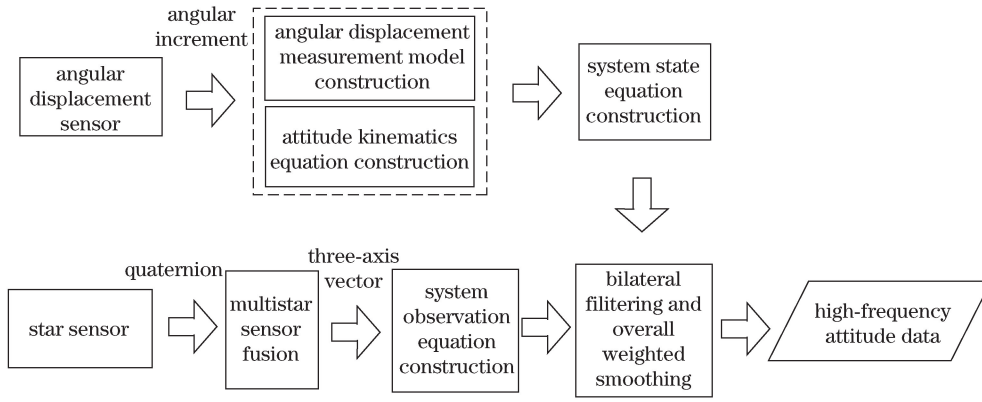 angular
increment
angular
displacement
sensor
angular displacement
measurement model
construction
attitude kinematics
equation construction
system state
equation
construction
quaternion
three-axis
vector
star sensor
multistar
sensor
fusion
system
observation
equation
construction
bilateral
filitering and
overall
weighted
smoothing
high-frequency
attitude data